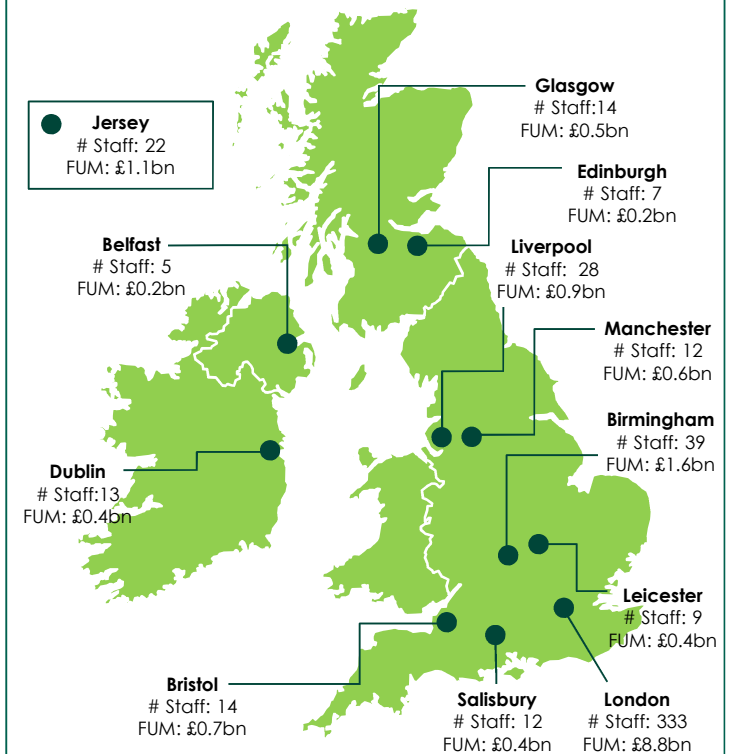 Glasgow
# Staff:14
FUM: £0.5bn
Jersey
# Staff: 22
FUM: £1.1bn
Edinburgh
# Staff: 7
FUM: £0.2bn
Belfast
# Staff: 5
FUM: £0.2bn
Liverpool
# Staff: 28
FUM: £0.9bn
Manchester
# Staff: 12
FUM: £0.6bn
Birmingham
# Staff: 39
FUM: £1.6bn
Dublin
# Staff:13
FUM: £0.4bn
Leicester
# Staff: 9
FUM: £0.4bn
Bristol
# Staff: 14
FUM: £0.7bn
Salisbury
# Staff: 12
FUM: £0.4bn
London
# Staff: 333
FUM: £8.8bn